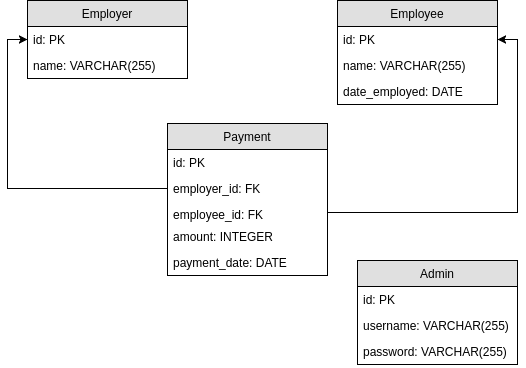 Employer
id: PK
name: VARCHAR(255)
Employee
id: PK
name: VARCHAR(255)
date_employed: DATE
Payment
id: PK
employer_id: FK
employee_id: FK
amount: INTEGER
payment_date: DATE
Admin
id: PK
username: VARCHAR(255)
password: VARCHAR(255)